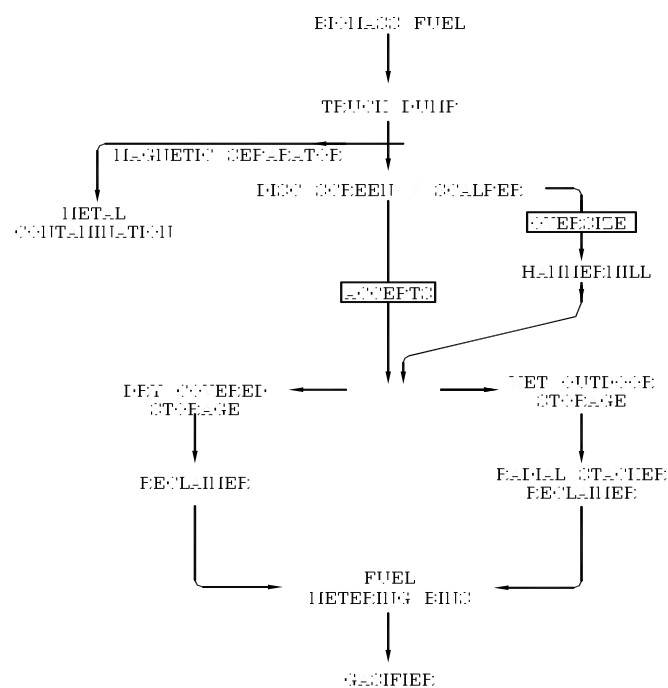 BIOMASS FUEL
TRUCK DUMP
MAGNETIC SEPARATOR
DISC SCREEN / SCALPER
METAL
CONTAMINATION
OVERSIZE
HAMMERMILL
ACCEPTS
DRY COVERED
STORAGE
WET OUTDOOR
STORAGE
RECLAIMER
RADIAL STACKER
RECLAIMER
FUEL
METERING BINS
GASIFIER